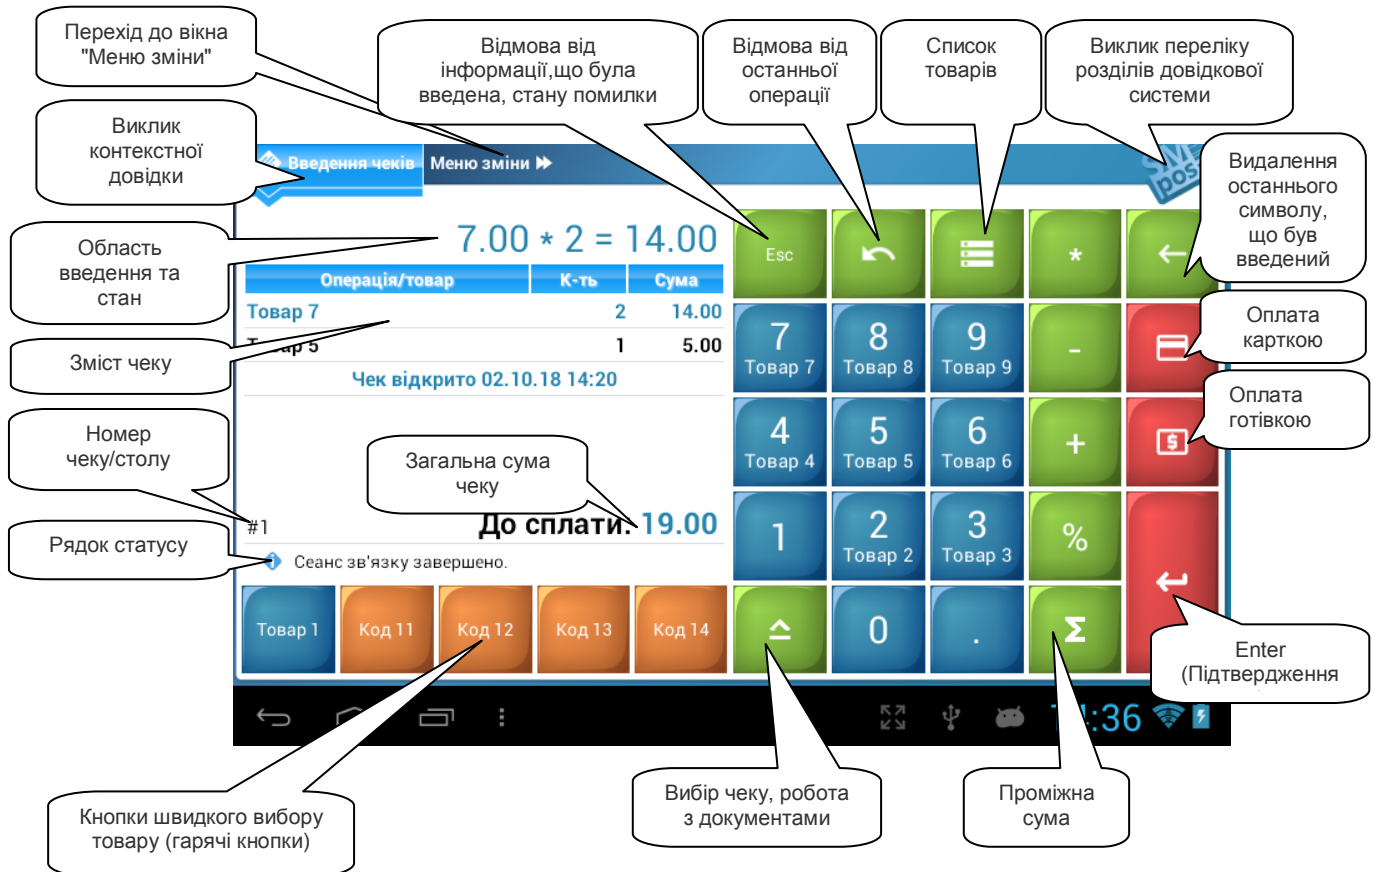 Перехід до вікна
"Меню зміни"
Відмова від
інформації,що була
введена, стану помилки
Відмова від
останньої
операції
Список
товарів
Виклик переліку
розділів довідкової
системи
Виклик
контекстної
довідки
Введення чеків
Меню зміни
pos
Видалення
останнього
символу,
що був
введений
Область
введення та
стан
7.00 * 2 = 14.00
Esc
*
Операція/товар К-ть Сума
Товар 7 2 14.00
Товар 5 1 5.00
Чек відкрито 02.10.18 14:20
Зміст чеку
7
Товар 7
8
Товар 8
9
Товар 9
-
Оплата
карткою
Оплата
готівкою
4
Товар 4
5
Товар 5
6
Товар 6
+
$
Номер
чеку/столу
Загальна сума
чеку
#1
До сплати: 19.00
1
2
Товар 2
3
Товар 3
%
Рядок статусу
Сеанс зв'язку завершено.
Товар 1
Код 11
Код 12
Код 13
Код 14
0
.
Σ
Enter
(Підтвердження
:36
Кнопки швидкого вибору
товару (гарячі кнопки)
Вибір чеку, робота
з документами
Проміжна
сума